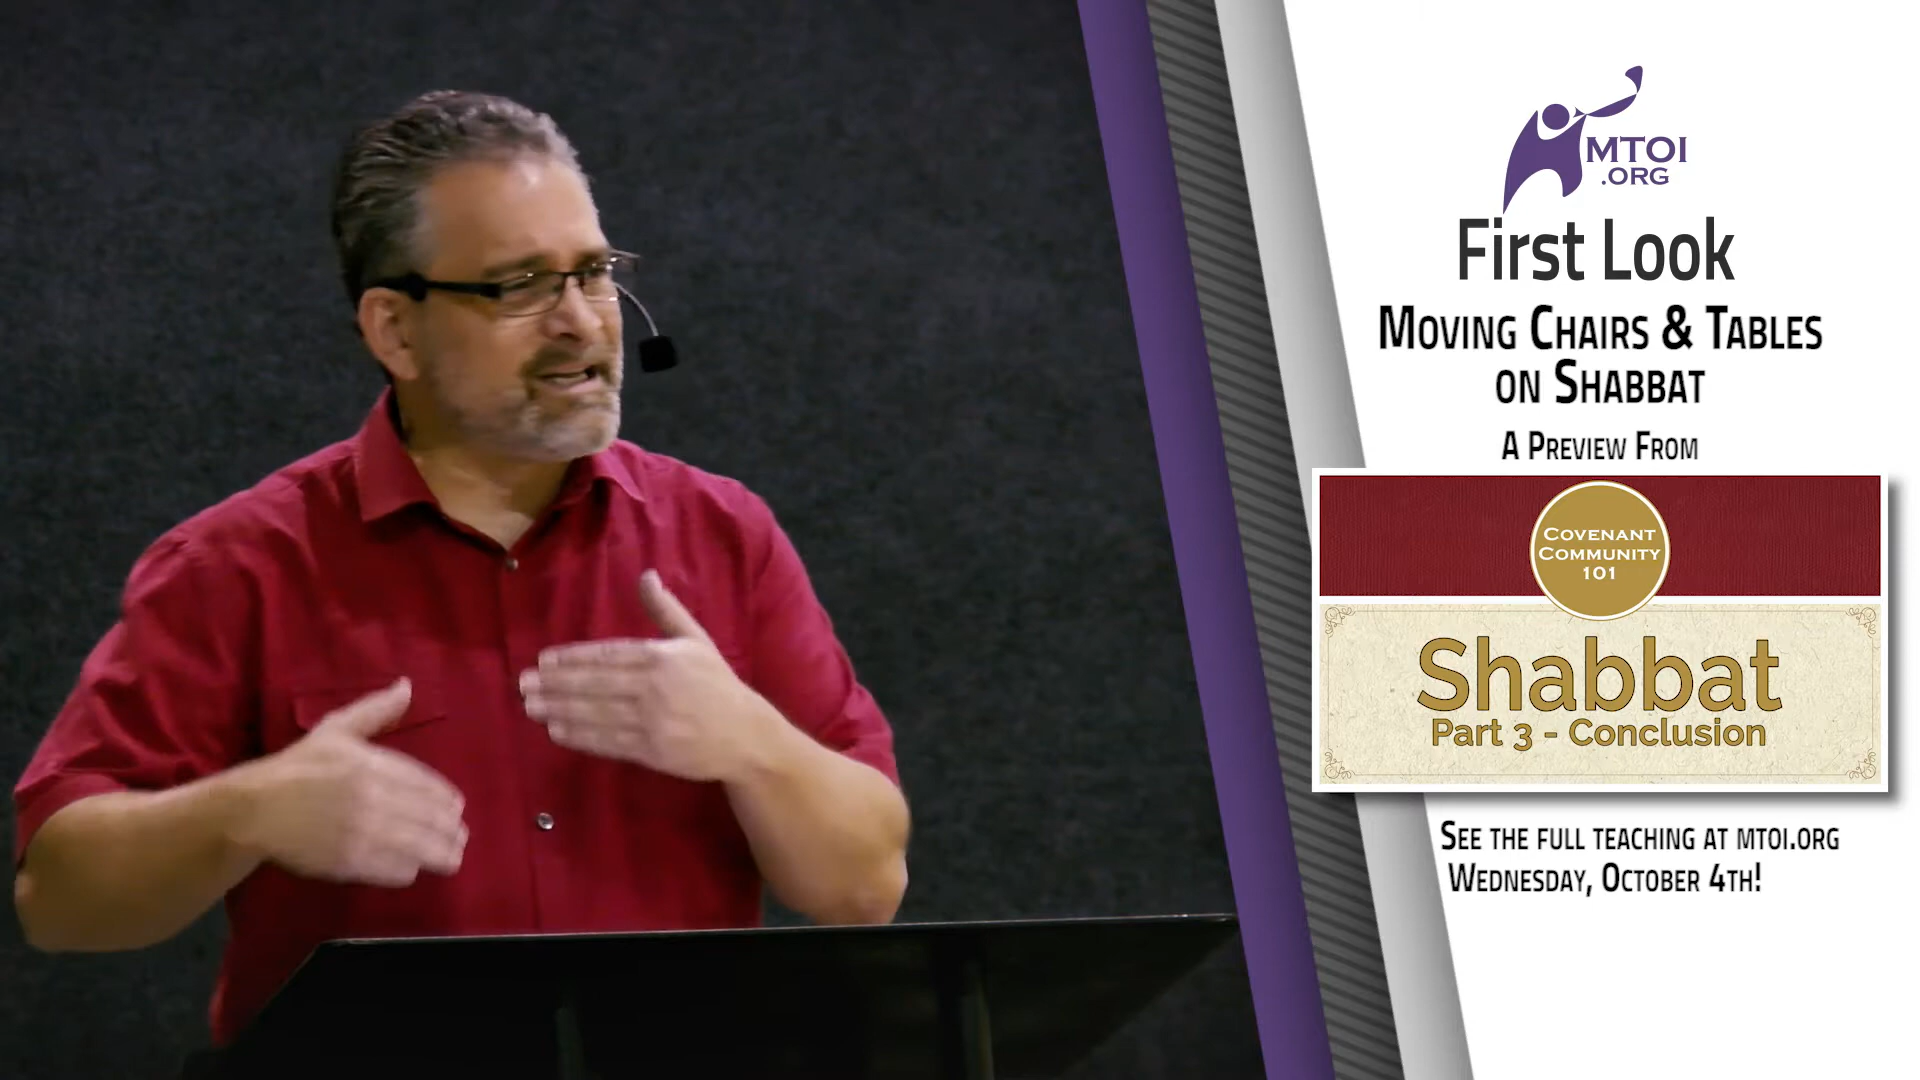 MTOI
.ORG
First Look
Moving Chairs & Tables
on Shabbat
A Preview From
Covenant
Community
101
Shabbat
Part 3 - Conclusion
See the full teaching at mtoi.org
Wednesday, October 4th!